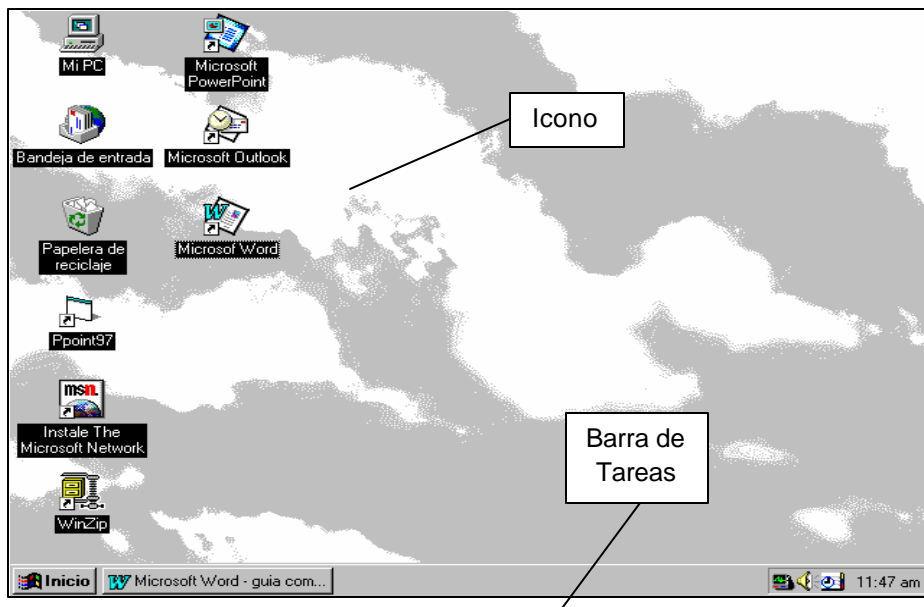 Mi PC
Microsoft
PowerPoint
Icono
Bandeja de entrada
Microsoft Outlook
Papelera de
reciclaje
Microsof Word
Ppoint97
msn.
Instale The
Microsoft Network
Barra de
Tareas
WinZip
Inicio
Microsoft Word - guia com...
11:47 am